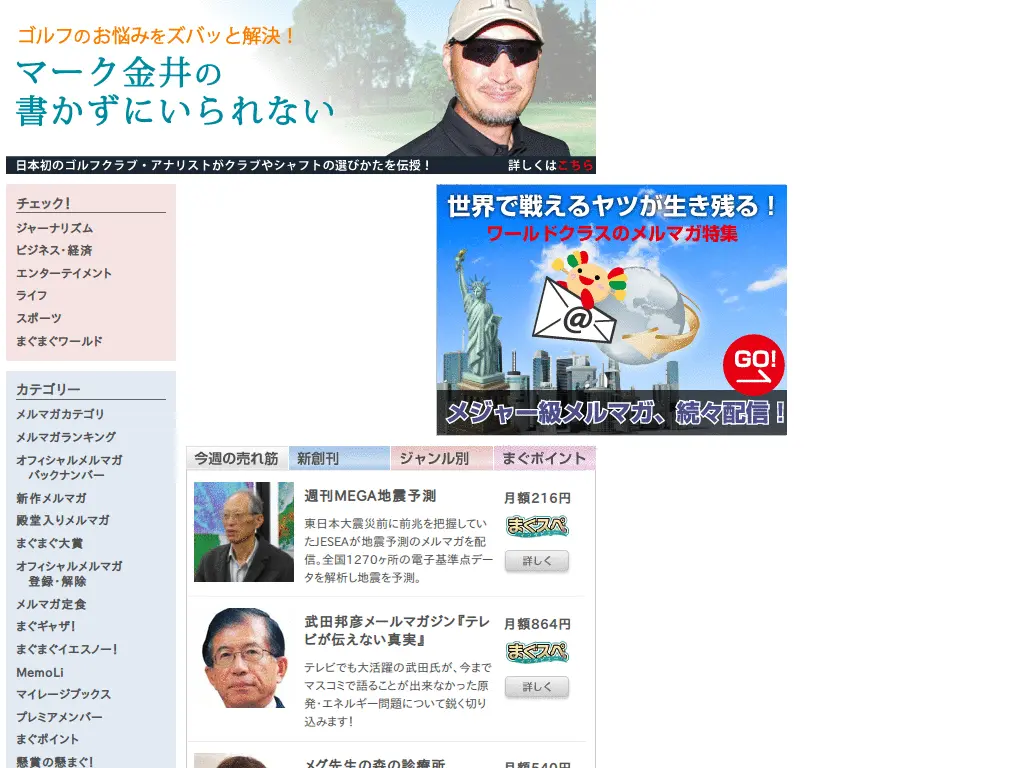 ゴルフのお悩みをズバッと解決！
マーク金井の
書かずにいられない
日本初のゴルフクラブ・アナリストがクラブやシャフトの選びかたを伝授！
詳しくはこちら
チェック!
ジャーナリズム
ビジネス・経済
エンターテイメント
ライフ
スポーツ
まぐまぐワールド
カテゴリー
メルマガカテゴリ
メルマガランキング
オフィシャルメルマガ
バックナンバー
新作メルマガ
殿堂入りメルマガ
まぐまぐ大賞
オフィシャルメルマガ
登録・解除
メルマガ定食
まぐギャザ!
まぐまぐイエスノー!
MemoLi
マイレージブックス
プレミアメンバー
まぐポイント
懸賞の懸まぐ!
世界で戦えるヤツが生き残る！
ワールドクラスのメルマガ特集
@
GO!
メジャー級メルマガ、続々配信！
今週の売れ筋
新創刊
ジャンル別
まぐポイント
週刊MEGA地震予測
東日本大震災前に前兆を把握してい
たJESEAが地震予測のメルマガを配
信。全国1270ヶ所の電子基準点デー
タを解析し地震を予測。
月額216円
まぐスペ
詳しく
武田邦彦メールマガジン『テレ
ビが伝えない真実』
テレビでも大活躍の武田氏が、今まで
マスコミで語ることが出来なかった原
発・エネルギー問題について鋭く切り
込みます!
月額864円
まぐスペ
詳しく
メグ先生の森の診療所
月額540円